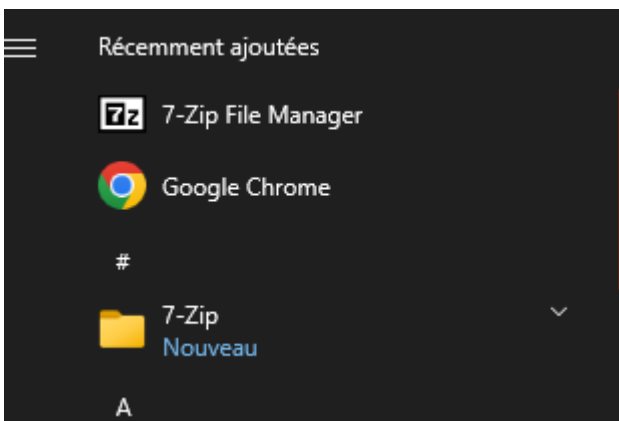 Récemment ajoutées
7z 7-Zip File Manager
Google Chrome
#
7-Zip
Nouveau
A